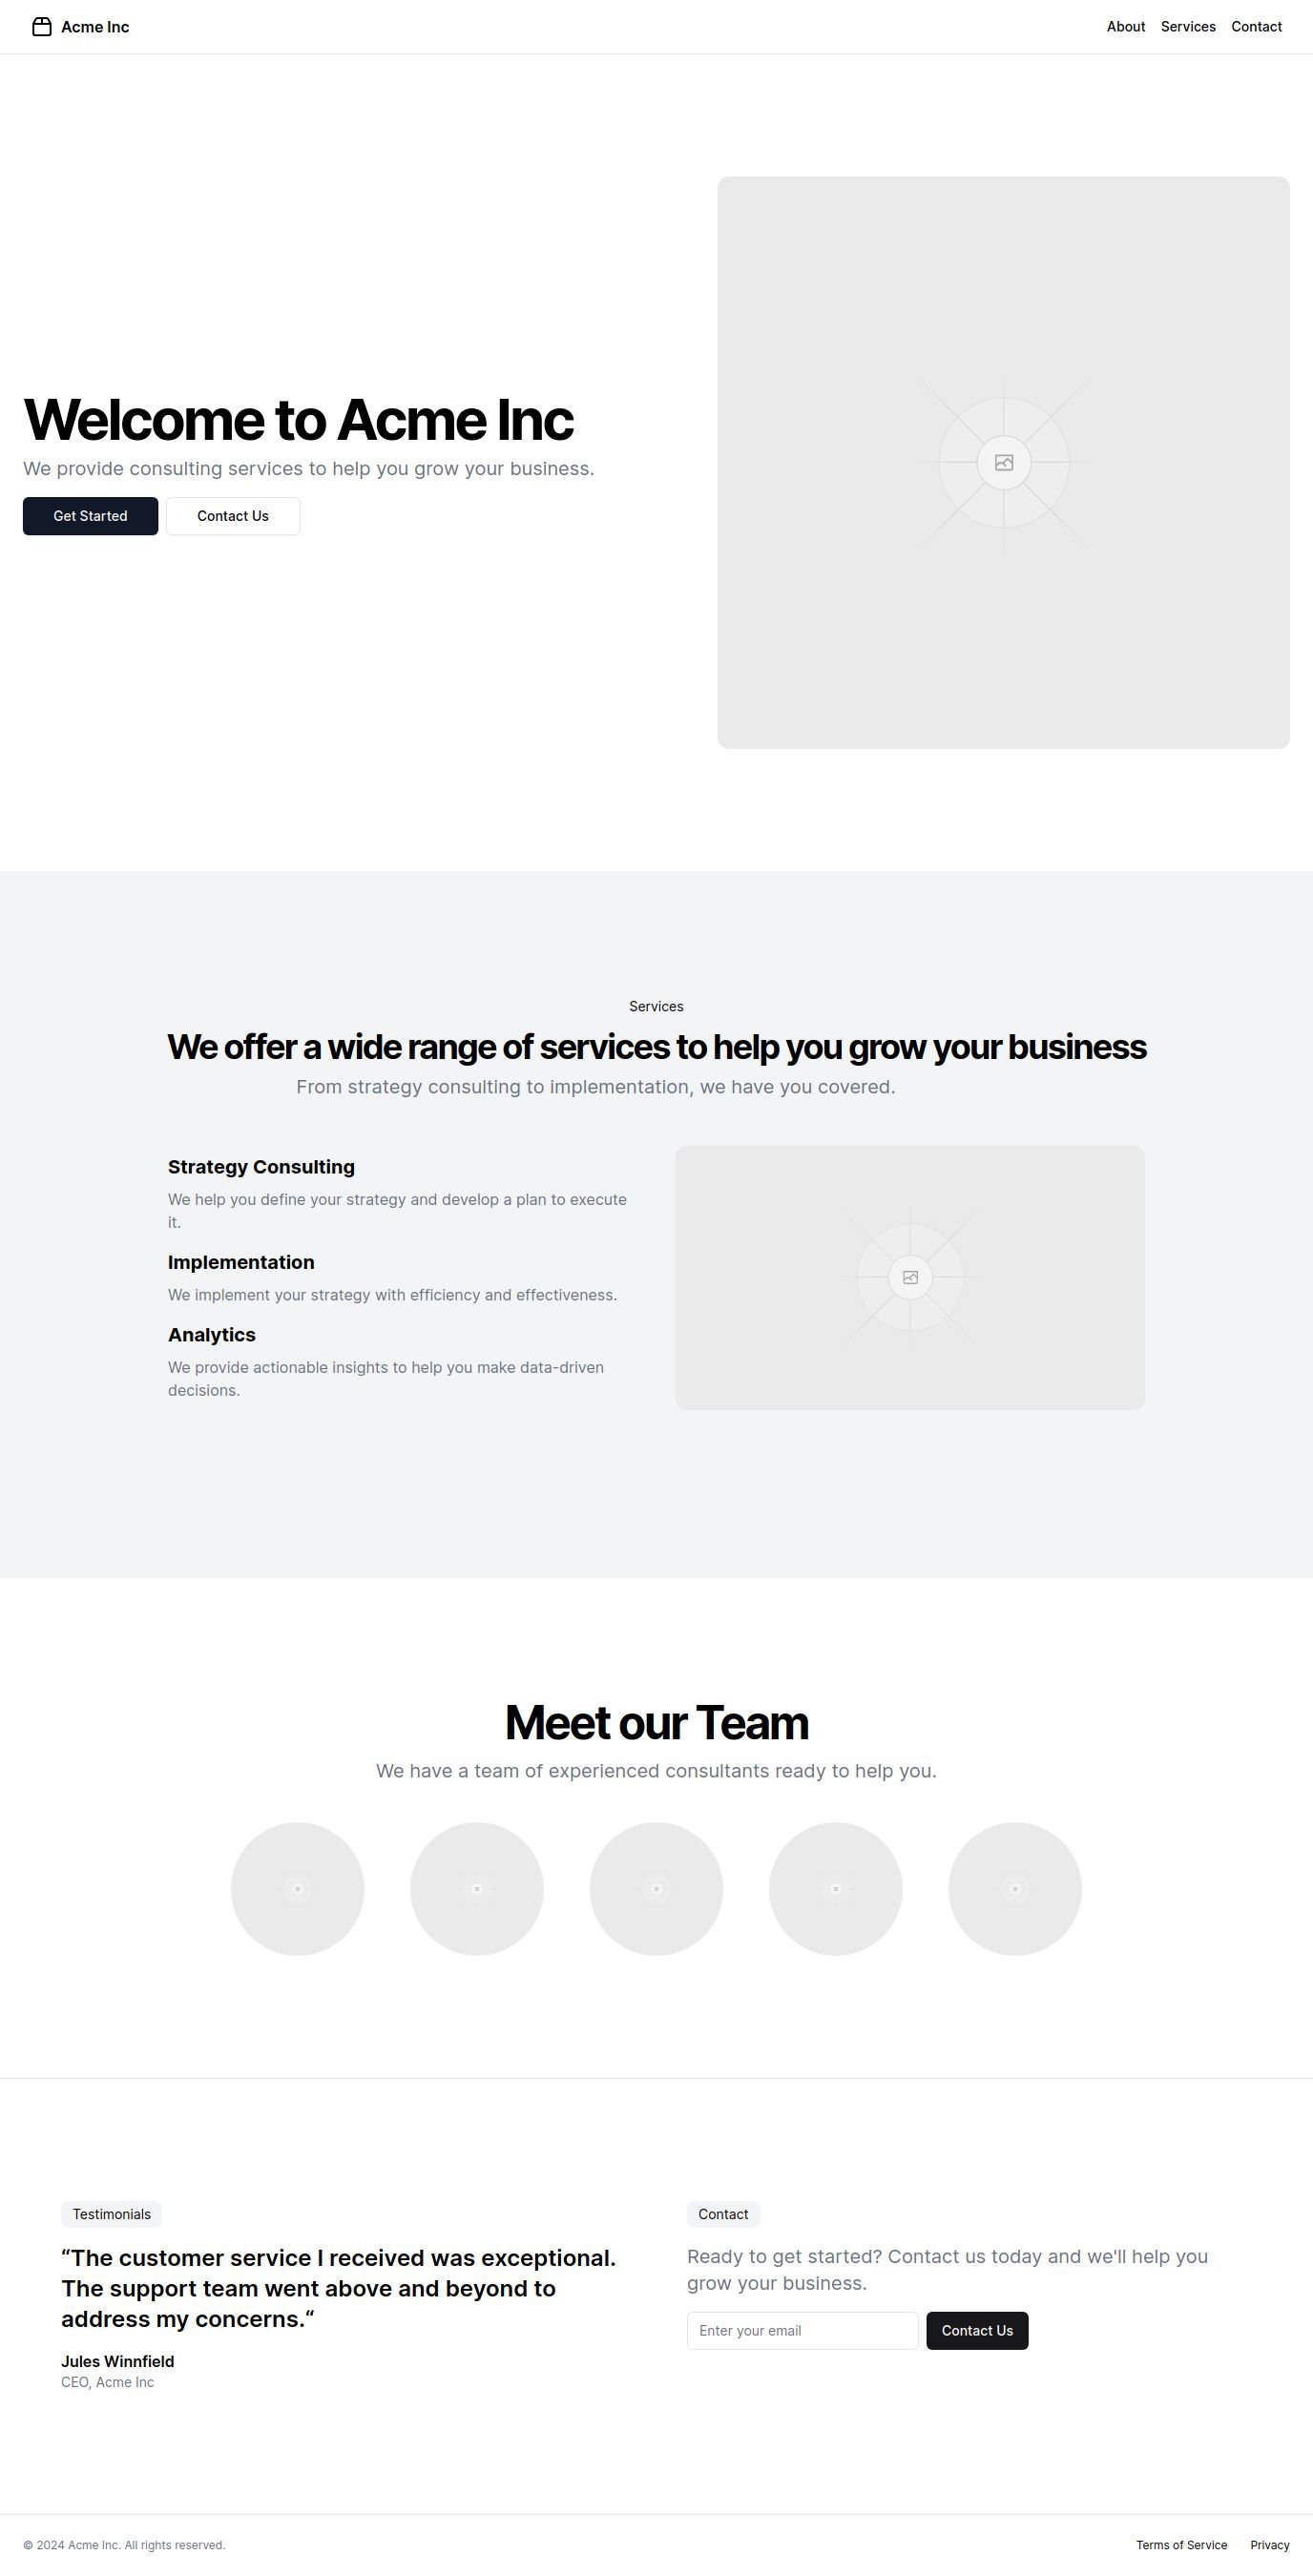 Acme Inc
About Services Contact
Welcome to Acme Inc
We provide consulting services to help you grow your business.
Get Started Contact Us
Services
We offer a wide range of services to help you grow your business
From strategy consulting to implementation, we have you covered.
Strategy Consulting
We help you define your strategy and develop a plan to execute
it.
Implementation
We implement your strategy with efficiency and effectiveness.
Analytics
We provide actionable insights to help you make data-driven
decisions.
Meet our Team
We have a team of experienced consultants ready to help you.
Testimonials
“The customer service I received was exceptional.
The support team went above and beyond to
address my concerns.“
Jules Winnfield
CEO, Acme Inc
Contact
Ready to get started? Contact us today and we'll help you
grow your business.
Enter your email Contact Us
© 2024 Acme Inc. All rights reserved.
Terms of Service Privacy